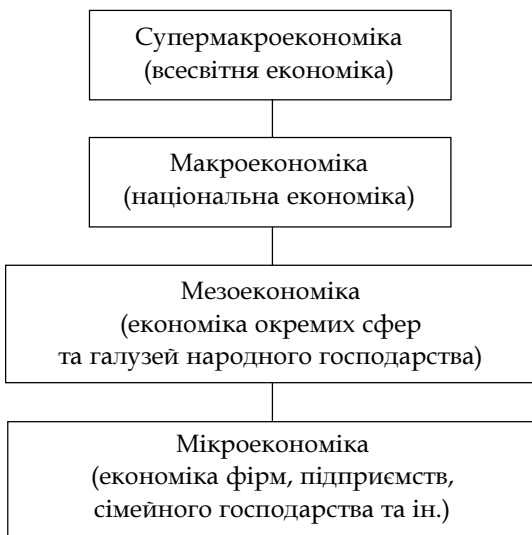 Супермакроекономіка
(всесвітня економіка)
Макроекономіка
(національна економіка)
Мезоекономіка
(економіка окремих сфер
та галузей народного господарства)
Мікроекономіка
(економіка фірм, підприємств,
сімейного господарства та ін.)